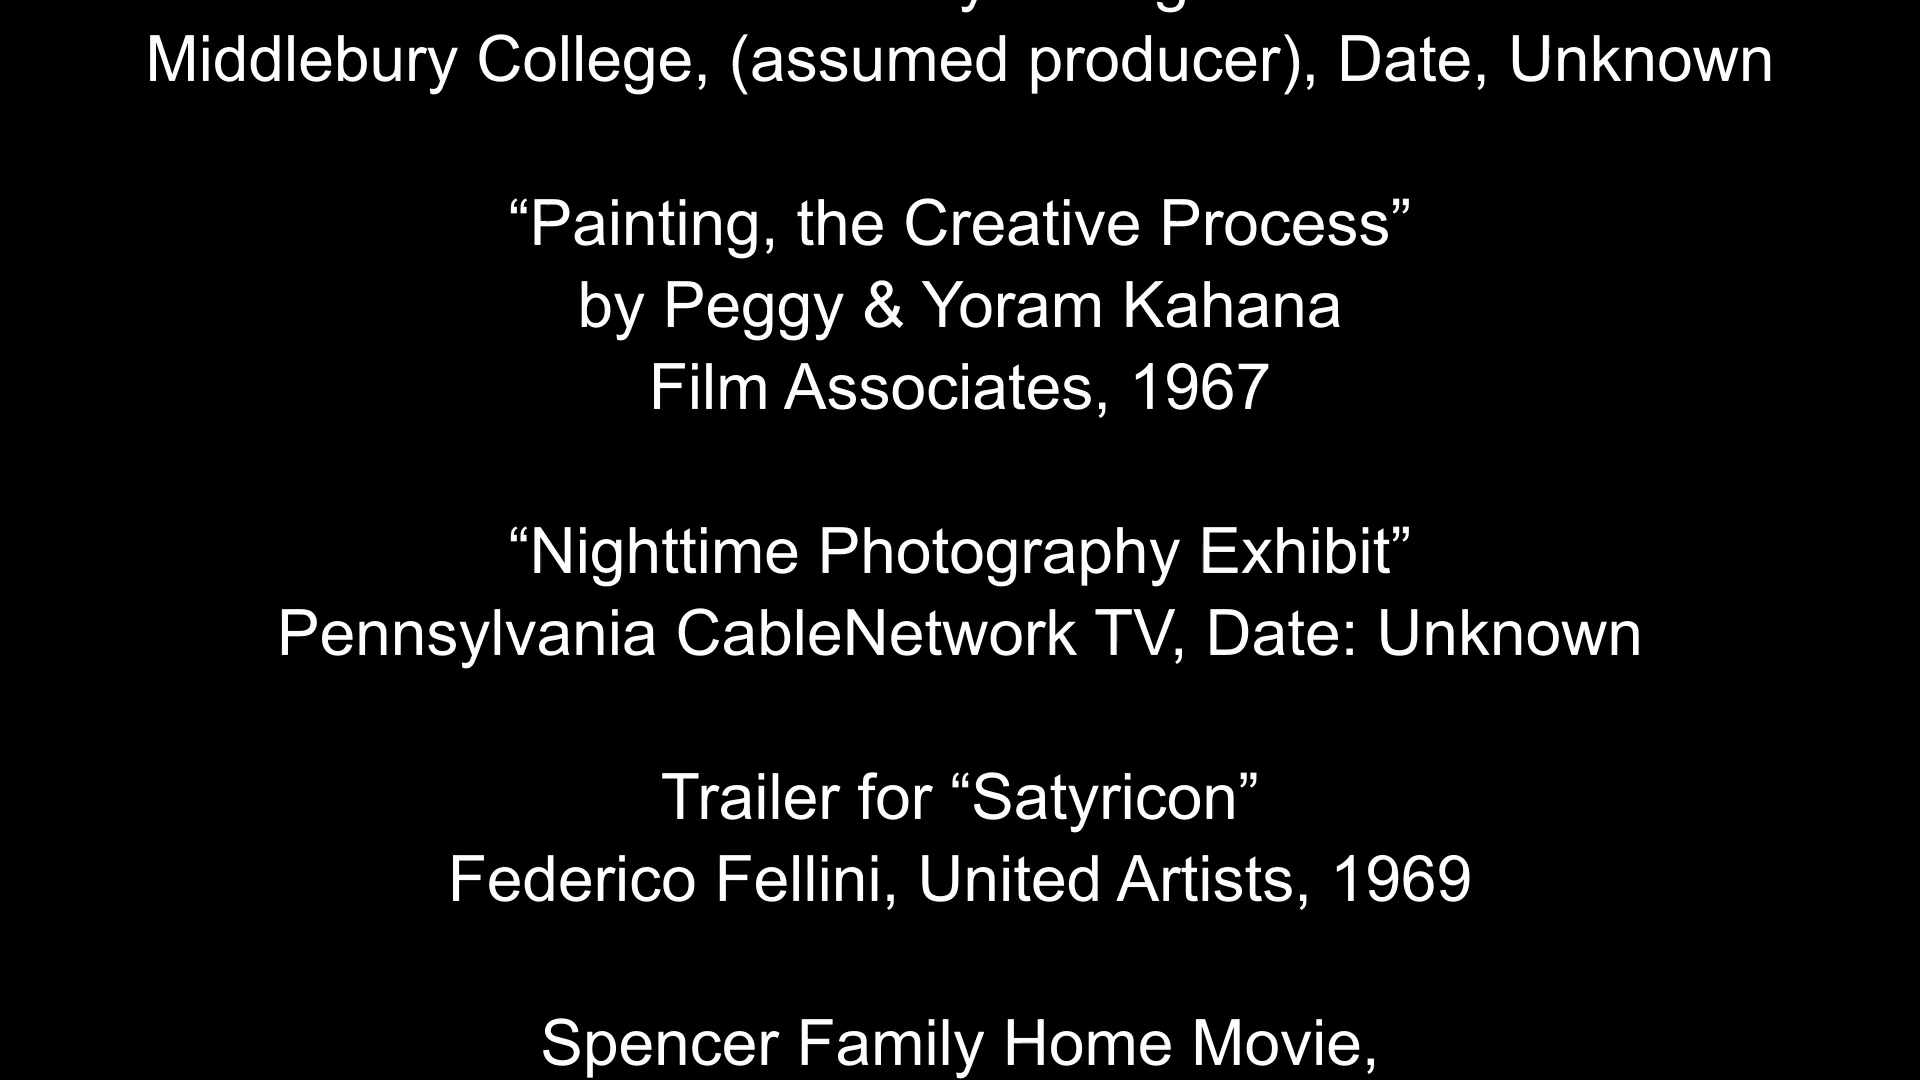 Middlebury College, (assumed producer), Date, Unknown
“Painting, the Creative Process”
by Peggy & Yoram Kahana
Film Associates, 1967
“Nighttime Photography Exhibit”
Pennsylvania CableNetwork TV, Date: Unknown
Trailer for “Satyricon”
Federico Fellini, United Artists, 1969
Spencer Family Home Movie,